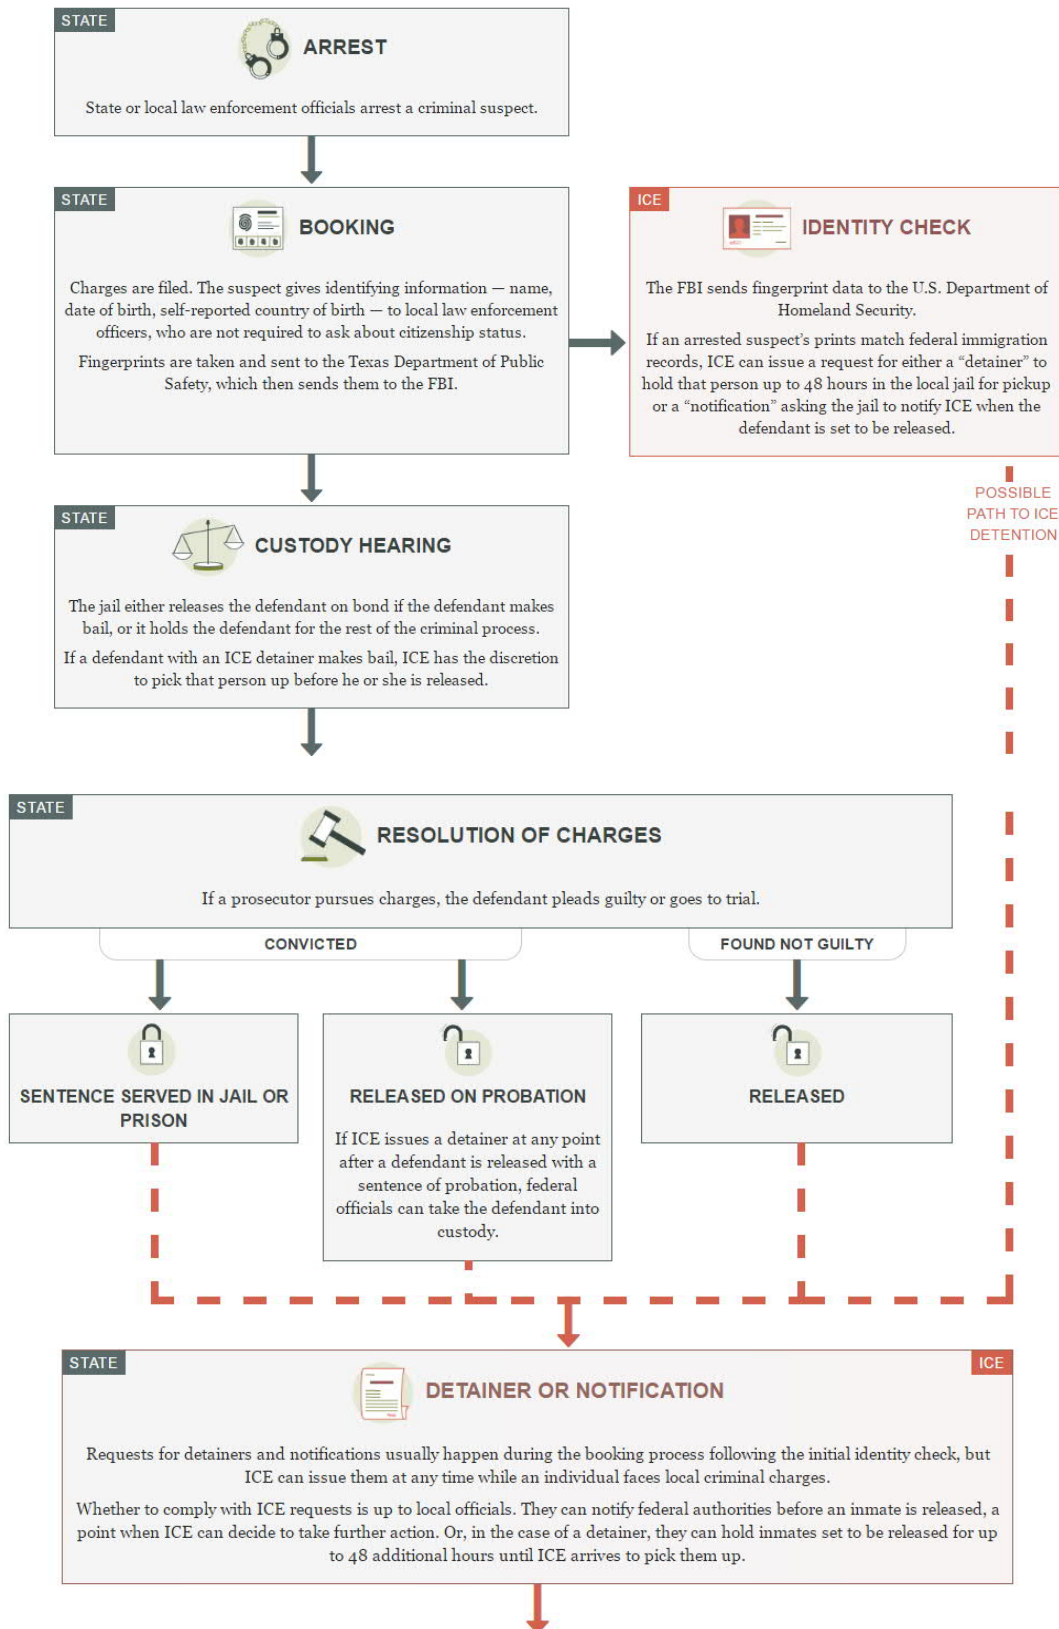 STATE
ARREST
State or local law enforcement officials arrest a criminal suspect.
STATE
BOOKING
Charges are filed. The suspect gives identifying information — name,
date of birth, self-reported country of birth — to local law enforcement
officers, who are not required to ask about citizenship status.
Fingerprints are taken and sent to the Texas Department of Public
Safety, which then sends them to the FBI.
ICE
IDENTITY CHECK
The FBI sends fingerprint data to the U.S. Department of
Homeland Security.
If an arrested suspect’s prints match federal immigration
records, ICE can issue a request for either a “detainer” to
hold that person up to 48 hours in the local jail for pickup
or a “notification” asking the jail to notify ICE when the
defendant is set to be released.
POSSIBLE
PATH TO ICE
DETENTION
STATE
CUSTODY HEARING
The jail either releases the defendant on bond if the defendant makes
bail, or it holds the defendant for the rest of the criminal process.
If a defendant with an ICE detainer makes bail, ICE has the discretion
to pick that person up before he or she is released.
STATE
RESOLUTION OF CHARGES
If a prosecutor pursues charges, the defendant pleads guilty or goes to trial.
CONVICTED
FOUND NOT GUILTY
SENTENCE SERVED IN JAIL OR
PRISON
RELEASED ON PROBATION
If ICE issues a detainer at any point
after a defendant is released with a
sentence of probation, federal
officials can take the defendant into
custody.
RELEASED
STATE
ICE
DETAINER OR NOTIFICATION
Requests for detainers and notifications usually happen during the booking process following the initial identity check, but
ICE can issue them at any time while an individual faces local criminal charges.
Whether to comply with ICE requests is up to local officials. They can notify federal authorities before an inmate is released, a
point when ICE can decide to take further action. Or, in the case of a detainer, they can hold inmates set to be released for up
to 48 additional hours until ICE arrives to pick them up.